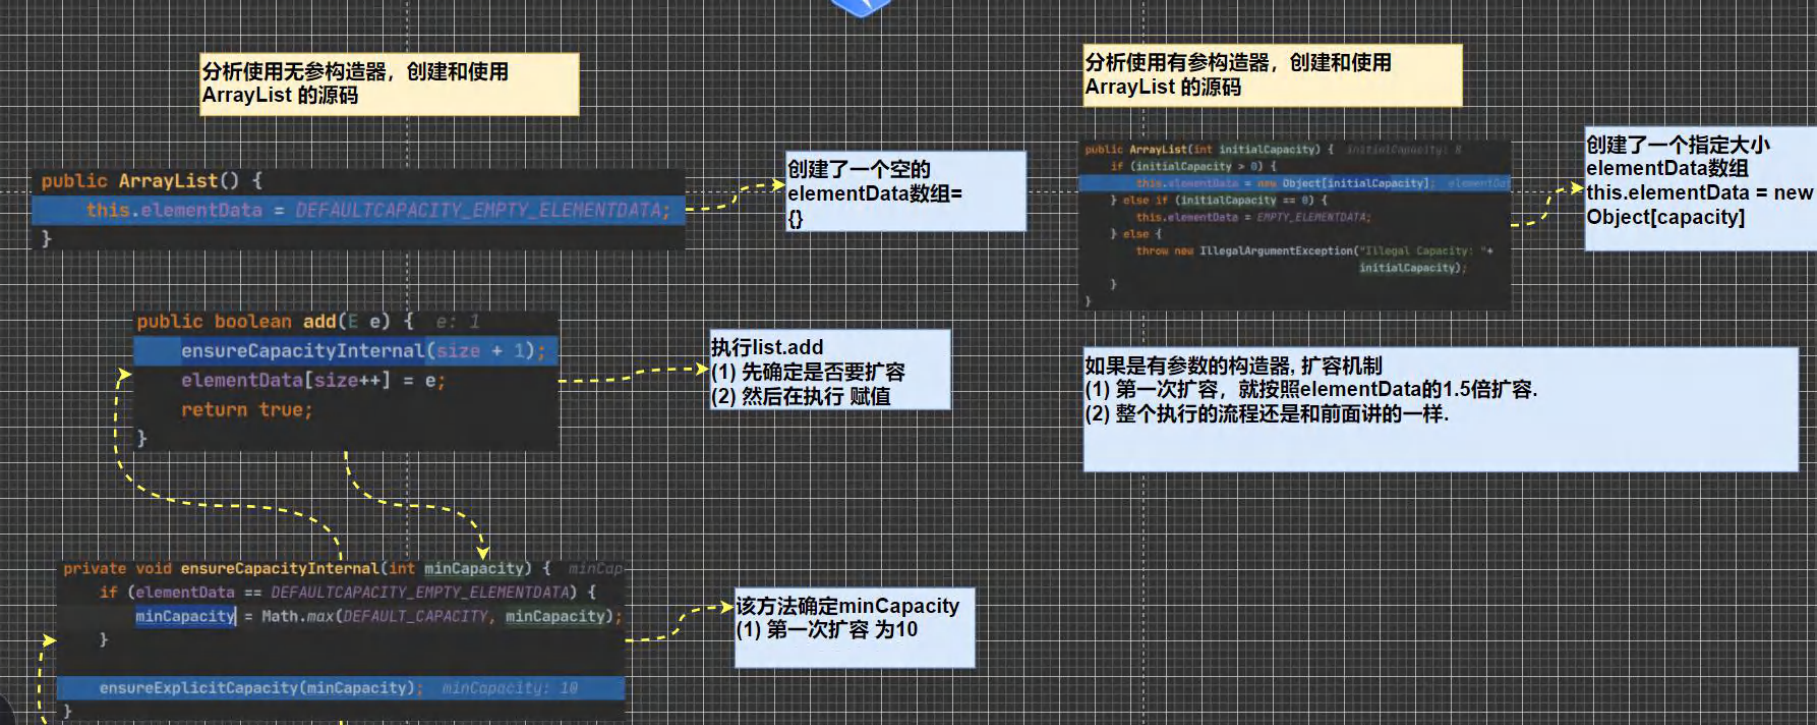 分析使用无参构造器，创建和使用
ArrayList 的源码
public ArrayList() {
this.elementData = DEFAULTCAPACITY_EMPTY_ELEMENTDATA;
}
创建了一个空的
elementData数组=
{}
public boolean add(E e) {  e: 1
ensureCapacityInternal(size + 1);
elementData[size++] = e;
return true;
}
执行list.add
(1) 先确定是否要扩容
(2) 然后在执行 赋值
private void ensureCapacityInternal(int minCapacity) {  minCap
if (elementData == DEFAULTCAPACITY_EMPTY_ELEMENTDATA) {
minCapacity = Math.max(DEFAULT_CAPACITY, minCapacity);
}
ensureExplicitCapacity(minCapacity);  minCapacity: 10
}
该方法确定minCapacity
(1) 第一次扩容 为10
分析使用有参构造器，创建和使用
ArrayList 的源码
public ArrayList(int initialCapacity) {  initialCapacity: 8
if (initialCapacity > 0) {
this.elementData = new Object[initialCapacity];  elementDat
} else if (initialCapacity == 0) {
this.elementData = EMPTY_ELEMENTDATA;
} else {
throw new IllegalArgumentException("Illegal Capacity: "+
initialCapacity);
}
}
创建了一个指定大小
elementData数组
this.elementData = new
Object[capacity]
如果是有参数的构造器, 扩容机制
(1) 第一次扩容，就按照elementData的1.5倍扩容.
(2) 整个执行的流程还是和前面讲的一样.